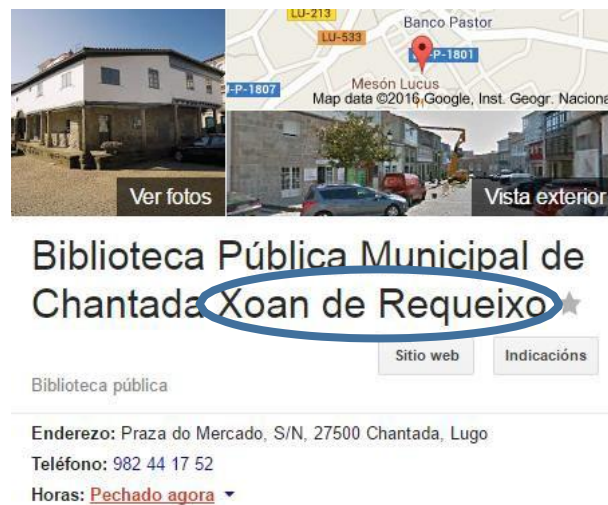 LU-213
Banco Pastor
LU-533
P-1801
-P-1807
Mesón Lucus
Map data ©2016 Google, Inst. Geogr. Naciona
Ver fotos
Vista exterior
Biblioteca Pública Municipal de
Chantada Xoan de Requeixo
Sitio web
Indicacións
Biblioteca pública
Enderezo: Praza do Mercado, S/N, 27500 Chantada, Lugo
Teléfono: 982 44 17 52
Horas: Pechado agora